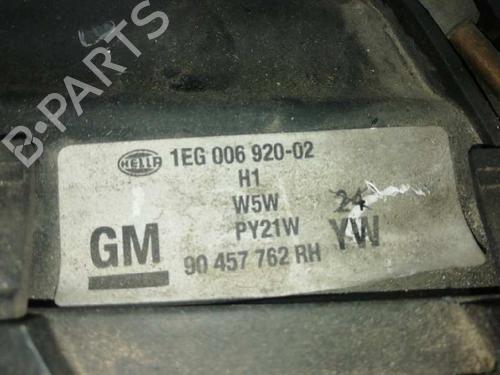 B-PARTS
HELLA 1EG 006 920-02
H1
W5W 24
PY21W YW
GM 90 457 762 RH